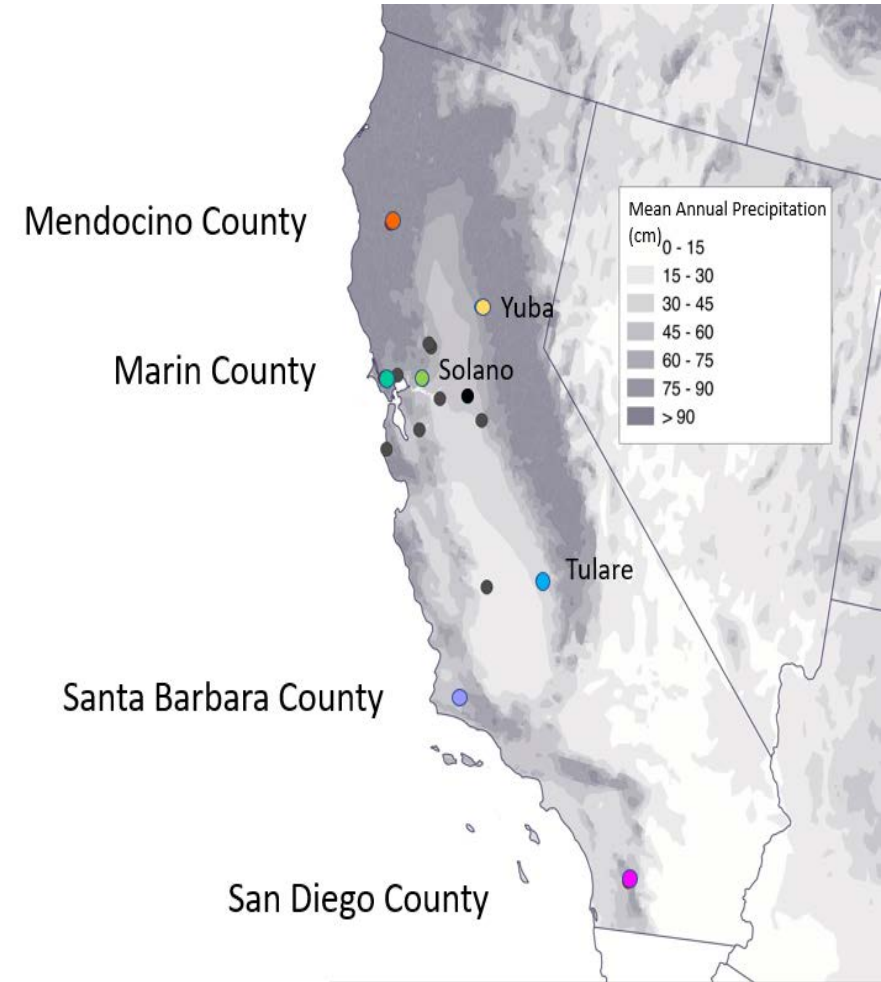 Mendocino County
Mean Annual Precipitation
(cm) 0 - 15
15 - 30
30 - 45
45 - 60
60 - 75
75 - 90
> 90
Yuba
Marin County
Solano
Tulare
Santa Barbara County
San Diego County